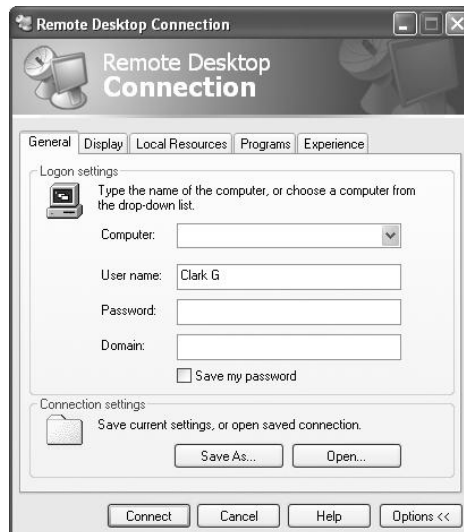 Remote Desktop Connection
Remote Desktop
Connection
General Display Local Resources Programs Experience
Logon settings
Type the name of the computer, or choose a computer from
the drop-down list.
Computer:
User name: Clark G
Password:
Domain:
Save my password
Connection settings
Save current settings, or open saved connection.
Save As... Open...
Connect Cancel Help Options <<